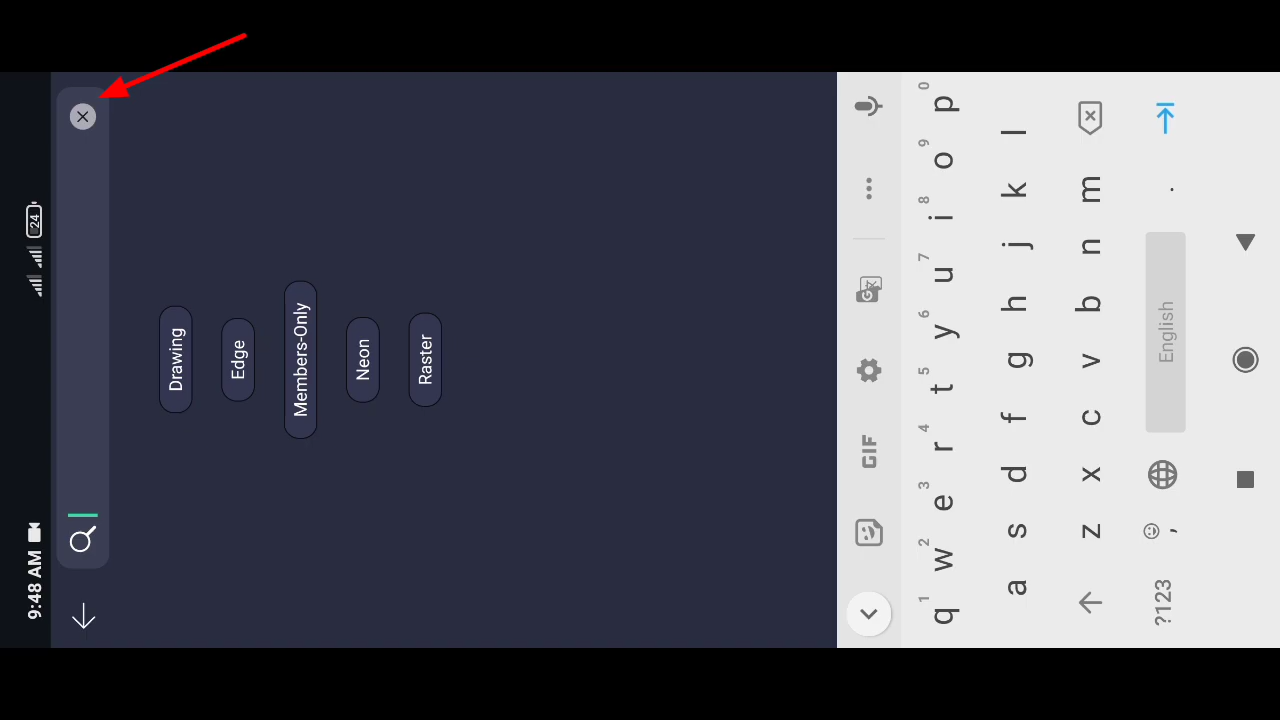 9:48 AM 24
Drawing
Edge
Members-Only
Neon
Raster
GIF
1 2 3 4 5 6 7 8 9 0
q w e r t y u i o p
a s d f g h j k l
z x c v b n m
?123 , English .